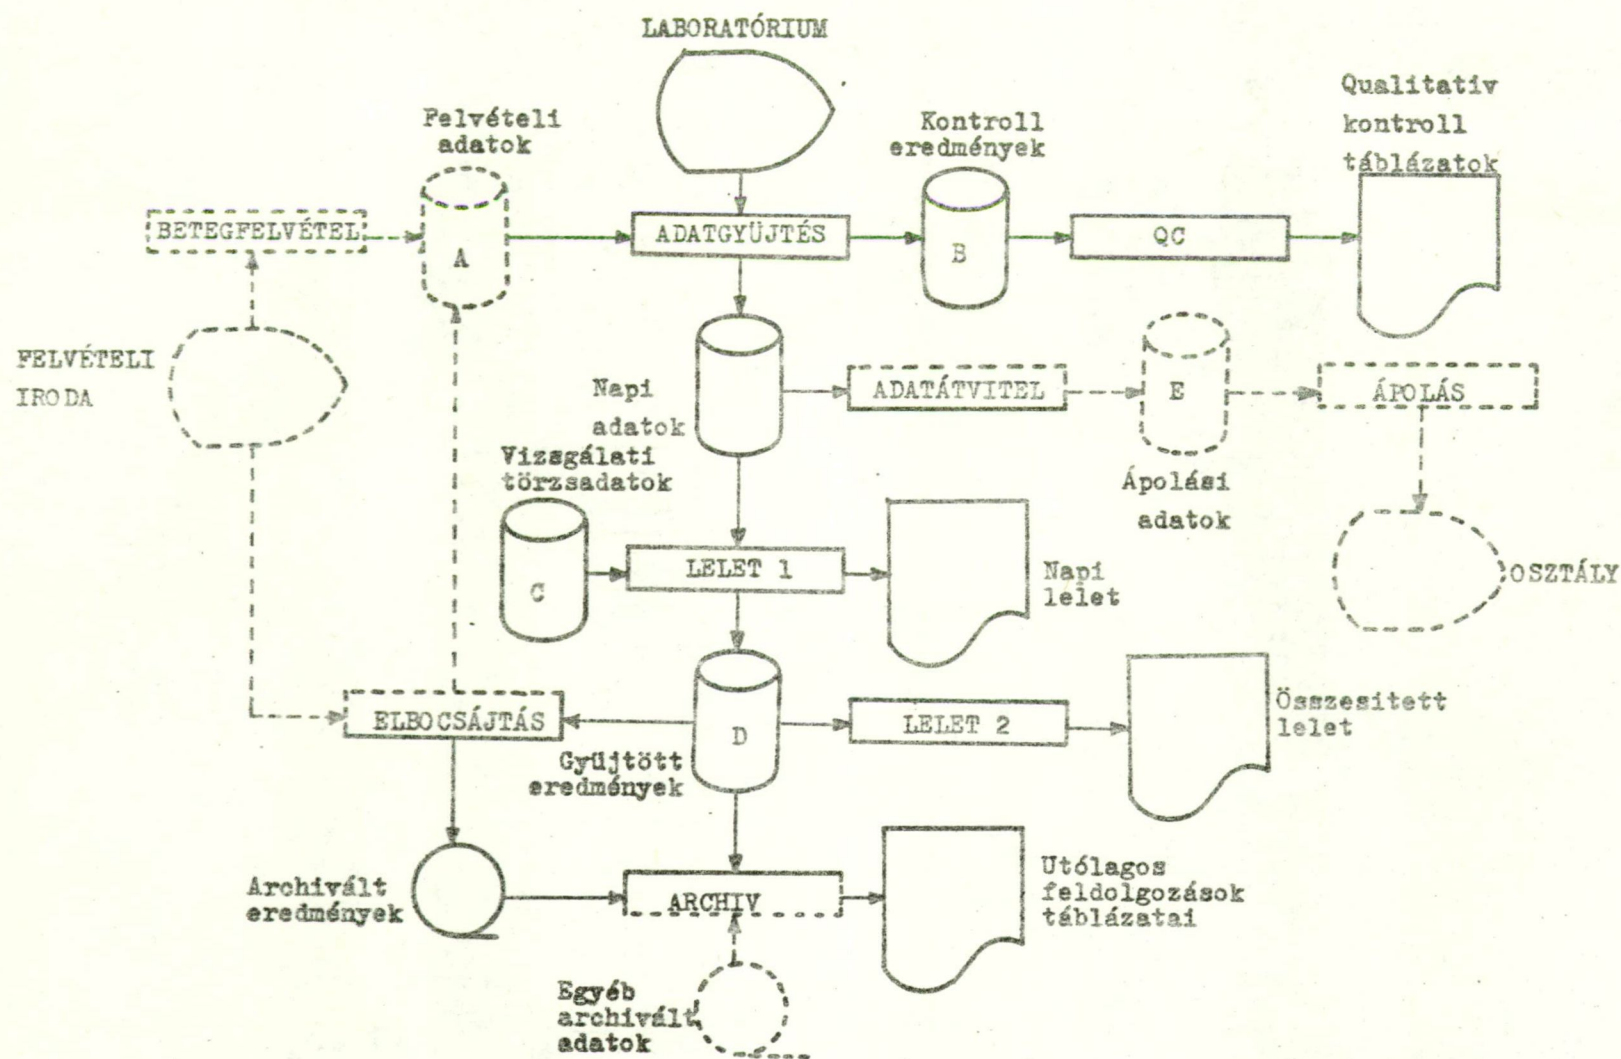 LABORATÓRIUM
Felvételi
adatok
Kontroll
eredmények
Qualitativ
kontroll
táblázatok
BETEGFELVÉTEL
A
ADATGYÜJTÉS
B
QC
FELVÉTELI
IRODA
Napi
adatok
ADATÁTVITEL
E
ÁPOLÁS
Vizsgálati
törzsadatok
Ápolási
adatok
C
LELET 1
Napi
lelet
OSZTÁLY
ELBOCSÁJTÁS
D
LELET 2
Összesitett
lelet
Gyüjtött
eredmények
Archivált
eredmények
ARCHIV
Utólagos
feldolgozások
táblázatai
Egyéb
archivált
adatok